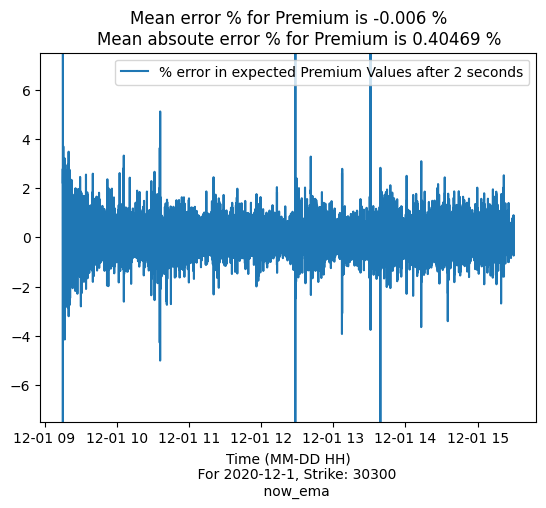 Mean error % for Premium is -0.006 %
Mean absoute error % for Premium is 0.40469 %
% error in expected Premium Values after 2 seconds
6
4
2
0
−2
−4
−6
12-01 09 12-01 10 12-01 11 12-01 12 12-01 13 12-01 14 12-01 15
Time (MM-DD HH)
For 2020-12-1, Strike: 30300
now_ema